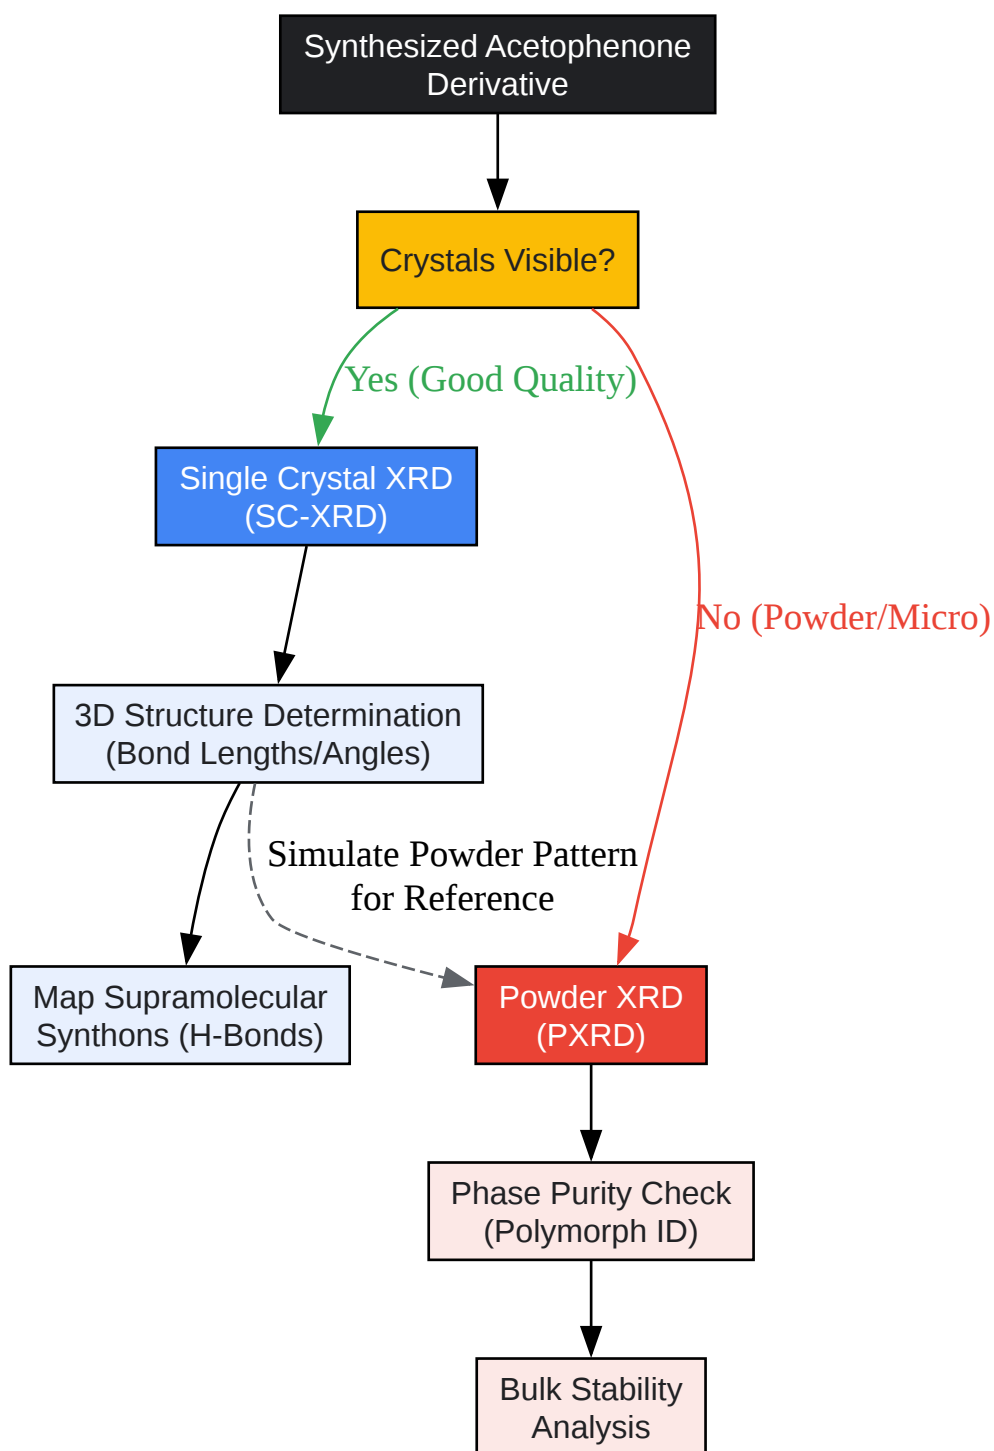 Synthesized Acetophenone
Derivative
Crystals Visible?
Yes (Good Quality)
Single Crystal XRD
(SC-XRD)
No (Powder/Micro)
3D Structure Determination
(Bond Lengths/Angles)
Simulate Powder Pattern
for Reference
Map Supramolecular
Synthons (H-Bonds)
Powder XRD
(PXRD)
Phase Purity Check
(Polymorph ID)
Bulk Stability
Analysis